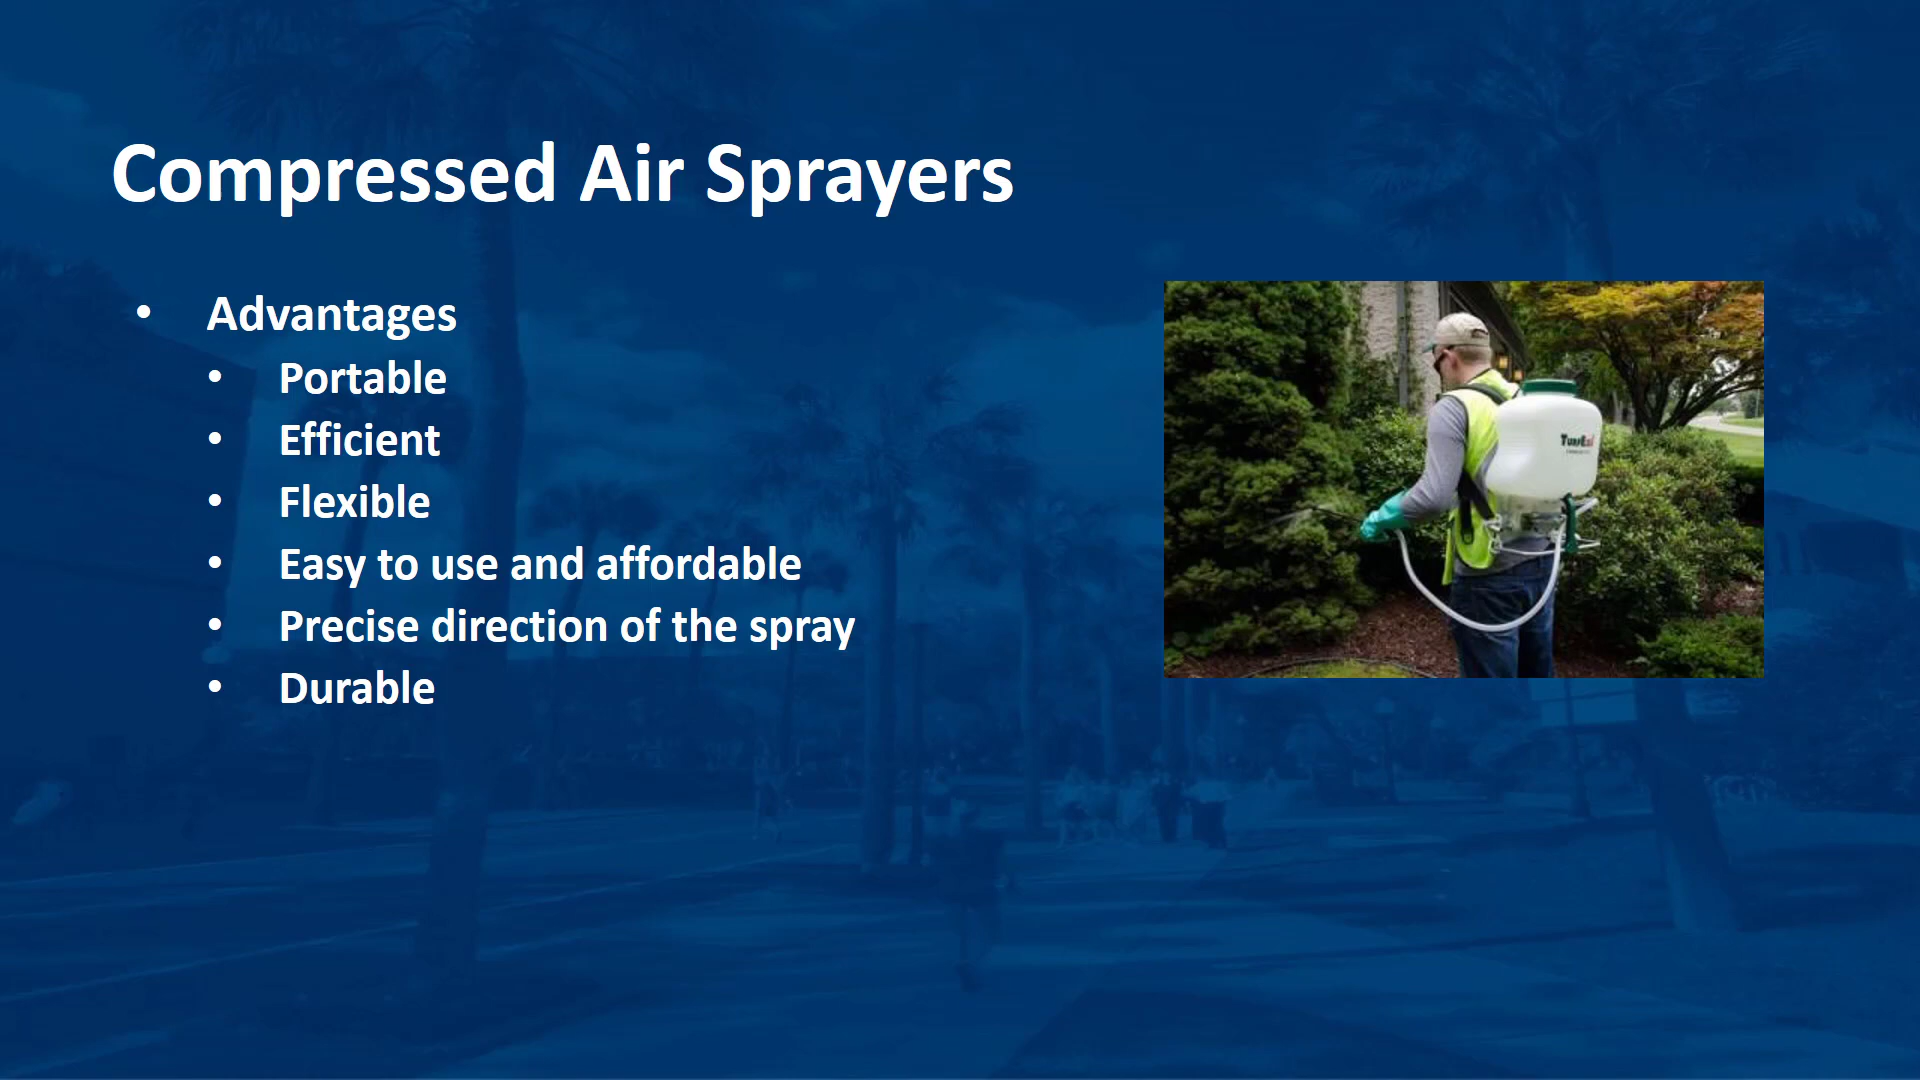 Compressed Air Sprayers
• Advantages
• Portable
• Efficient
• Flexible
• Easy to use and affordable
• Precise direction of the spray
• Durable